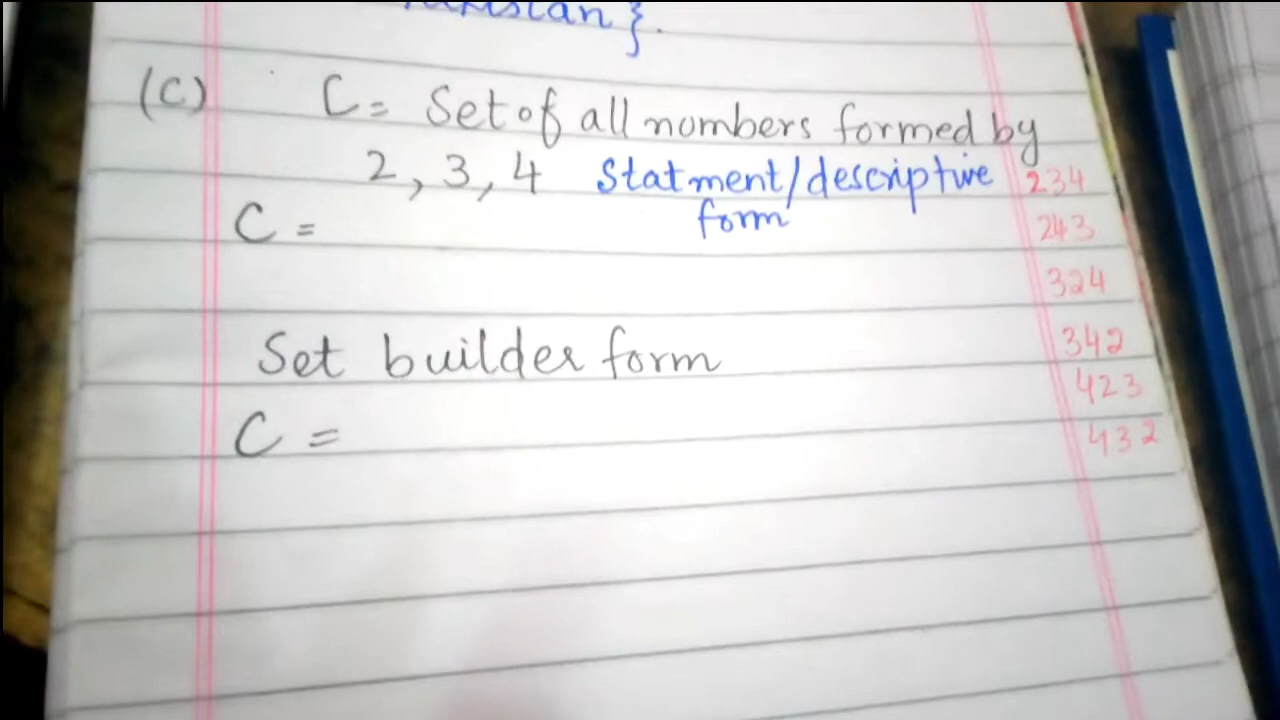 (C) C = Set of all numbers formed by
2, 3, 4 Statment/descriptive
form
C =
Set builder form
C =
234
243
324
342
423
432